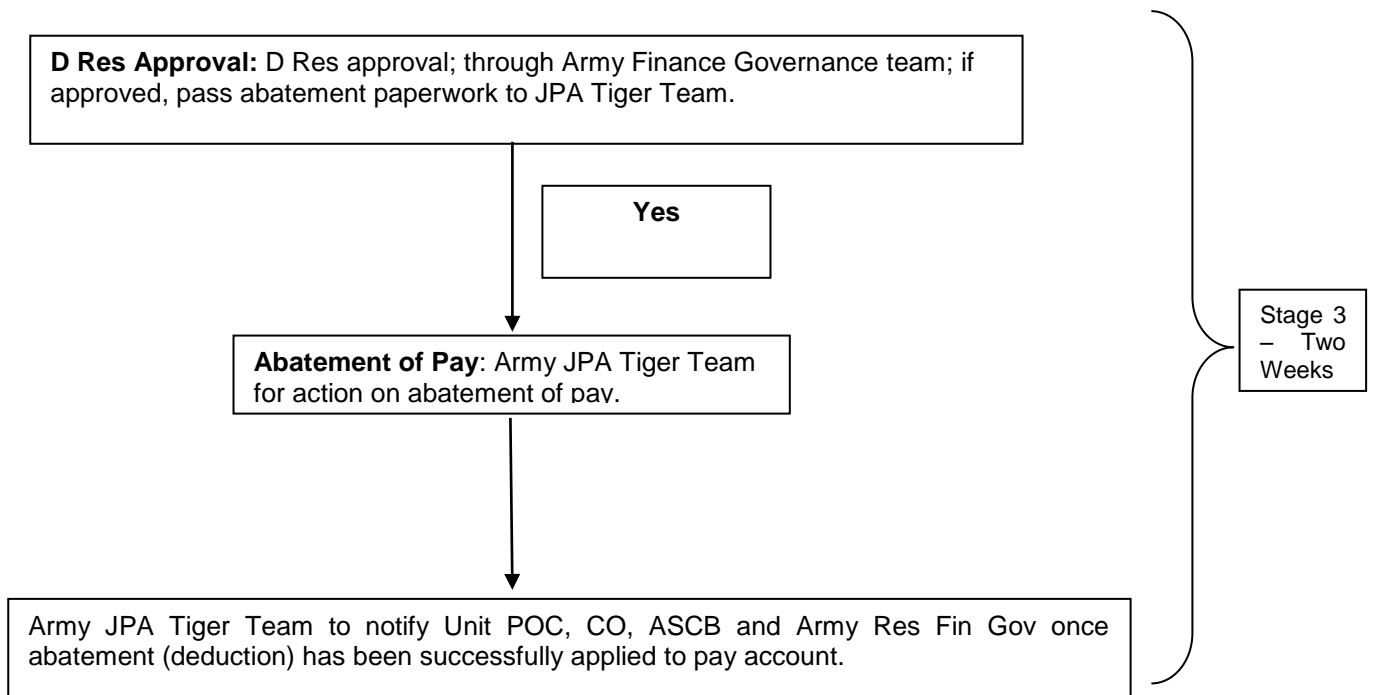 D Res Approval: D Res approval; through Army Finance Governance team; if
approved, pass abatement paperwork to JPA Tiger Team.
Yes
Abatement of Pay: Army JPA Tiger Team
for action on abatement of pay.
Stage 3
– Two
Weeks
Army JPA Tiger Team to notify Unit POC, CO, ASCB and Army Res Fin Gov once
abatement (deduction) has been successfully applied to pay account.